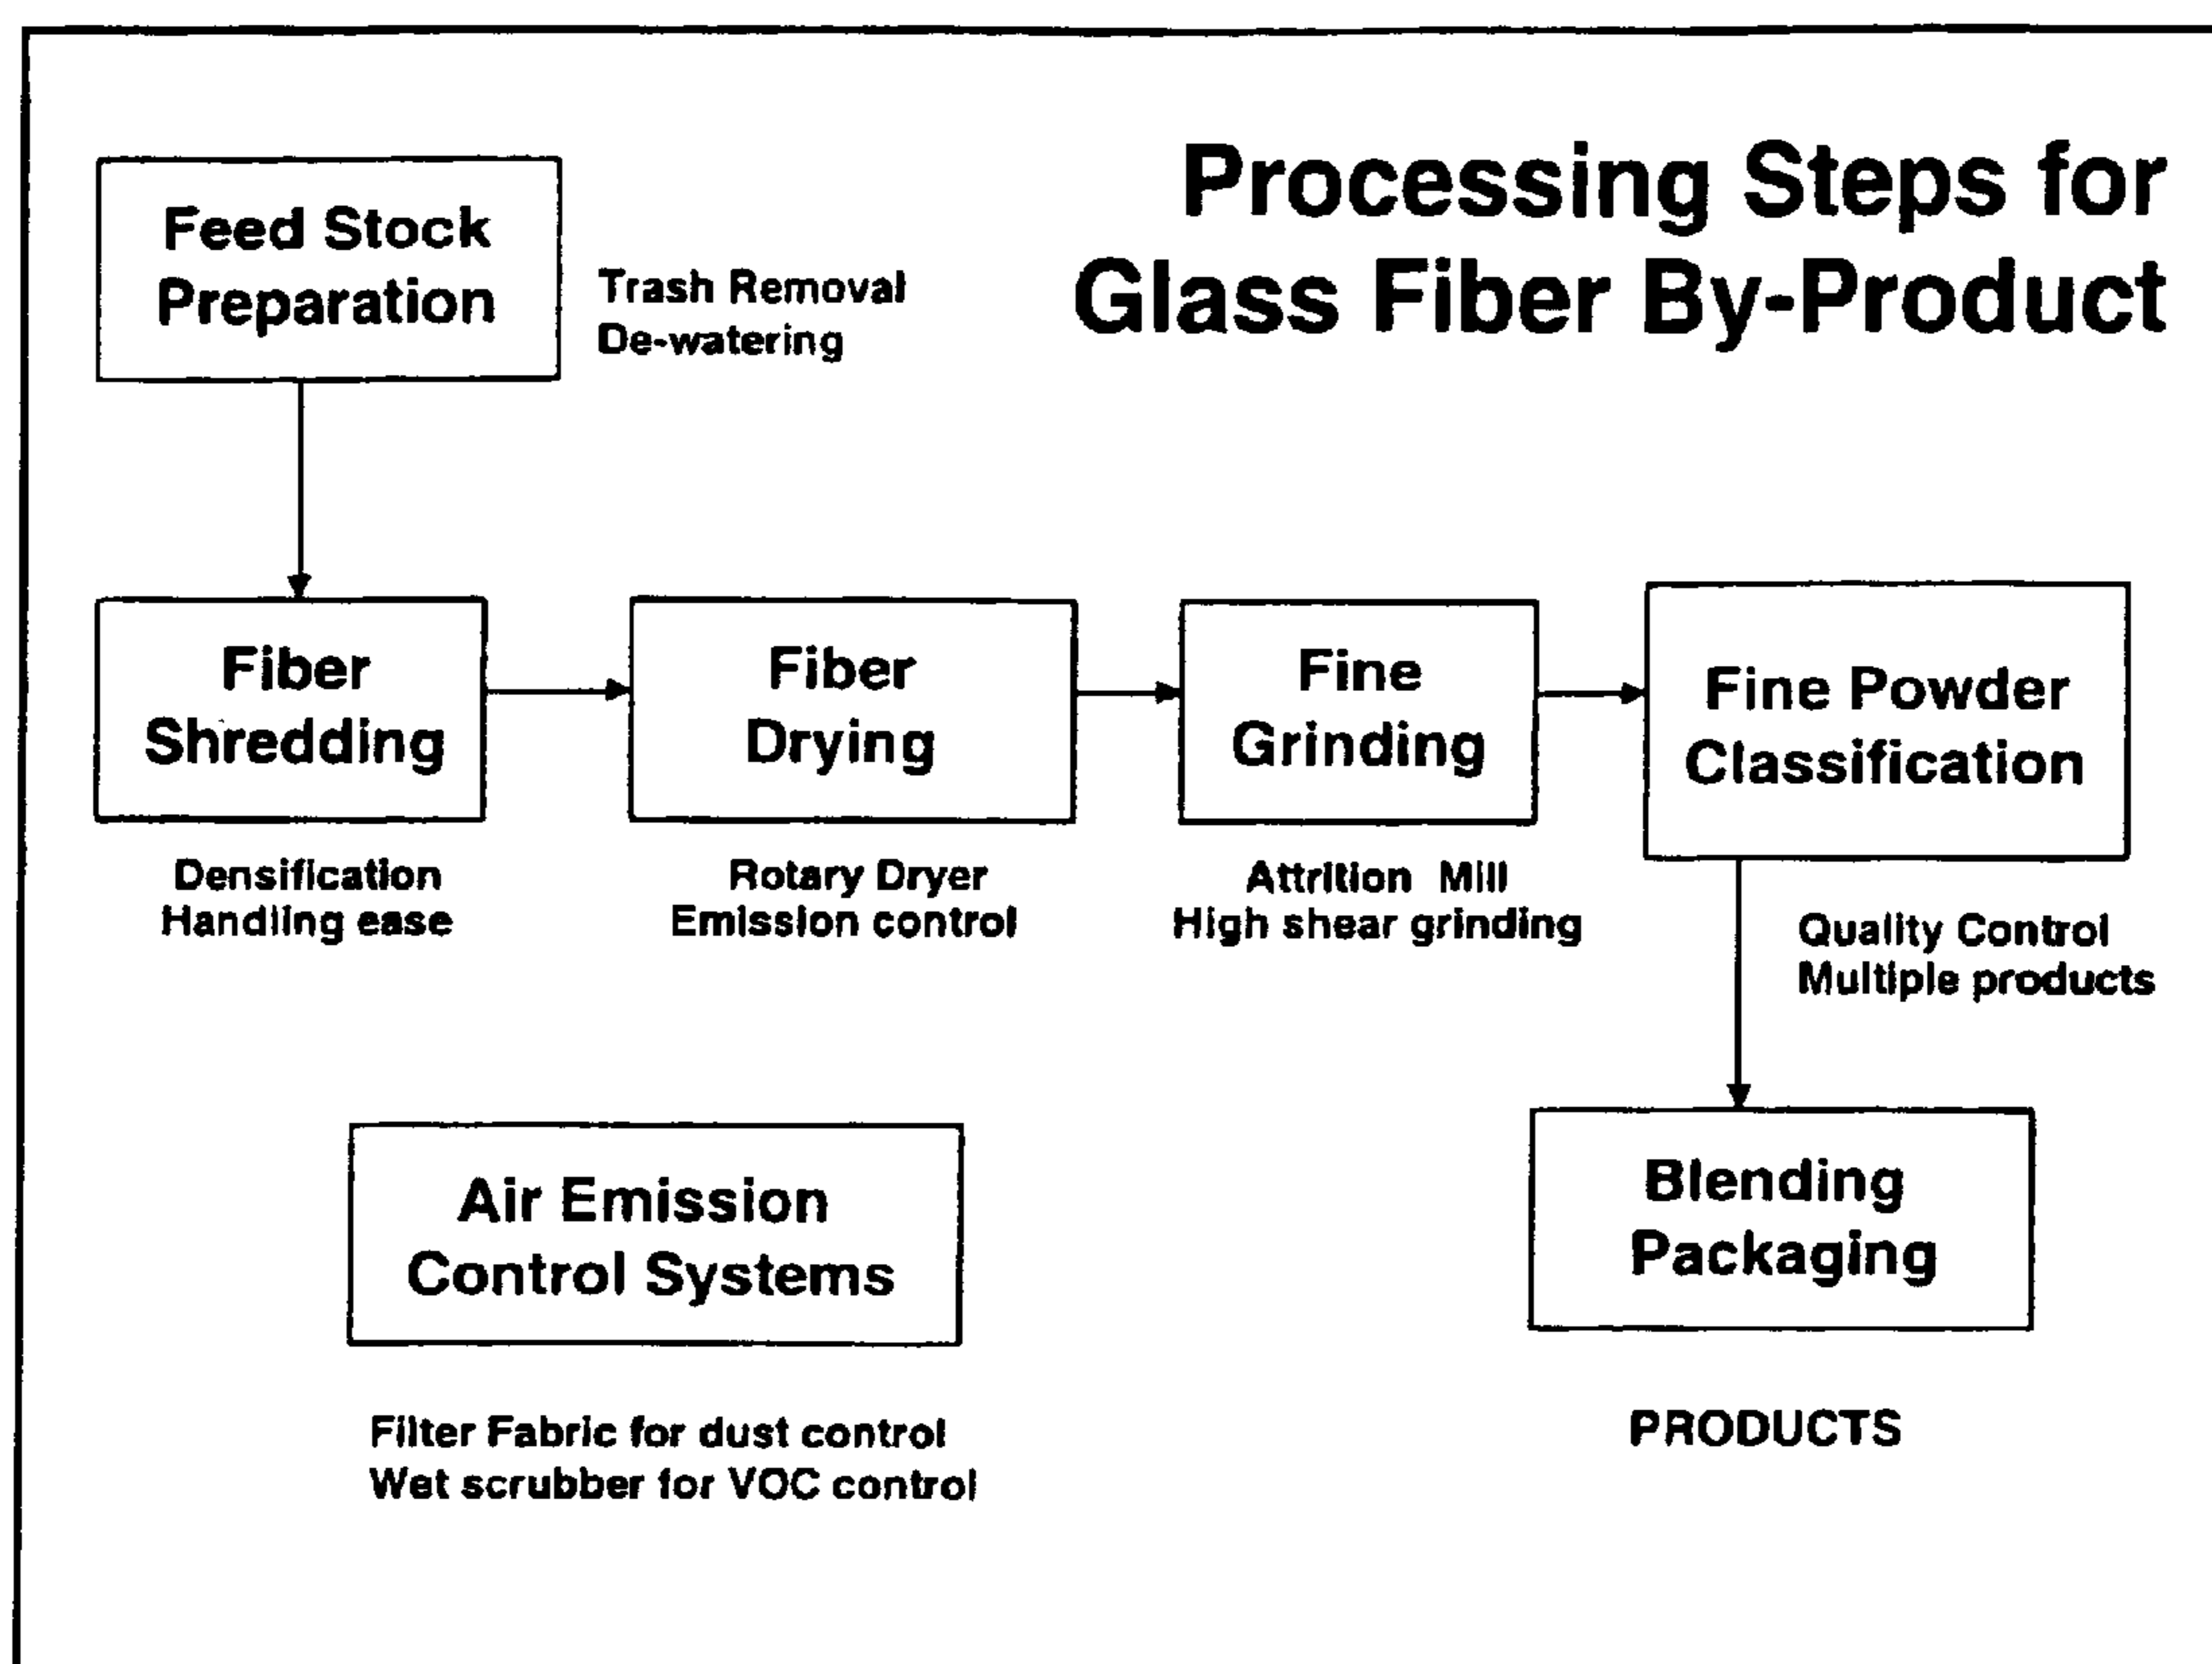 Processing Steps for
Glass Fiber By-Product
Feed Stock
Preparation
Trash Removal
De-watering
Fiber
Shredding
Densification
Handling ease
Fiber
Drying
Rotary Dryer
Emission control
Fine
Grinding
Attrition Mill
High shear grinding
Fine Powder
Classification
Quality Control
Multiple products
Air Emission
Control Systems
Filter Fabric for dust control
Wet scrubber for VOC control
Blending
Packaging
PRODUCTS